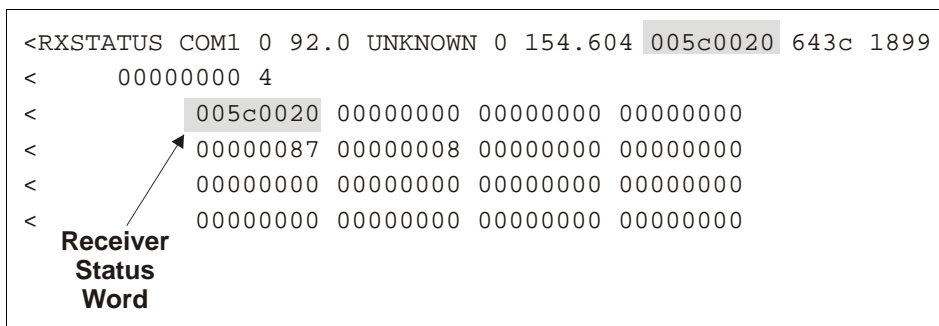 <RXSTATUS COM1 0 92.0 UNKNOWN 0 154.604 005c0020 643c 1899
< 00000000 4
< 005c0020 00000000 00000000 00000000
< 00000087 00000008 00000000 00000000
< 00000000 00000000 00000000 00000000
< 00000000 00000000 00000000 00000000
Receiver
Status
Word